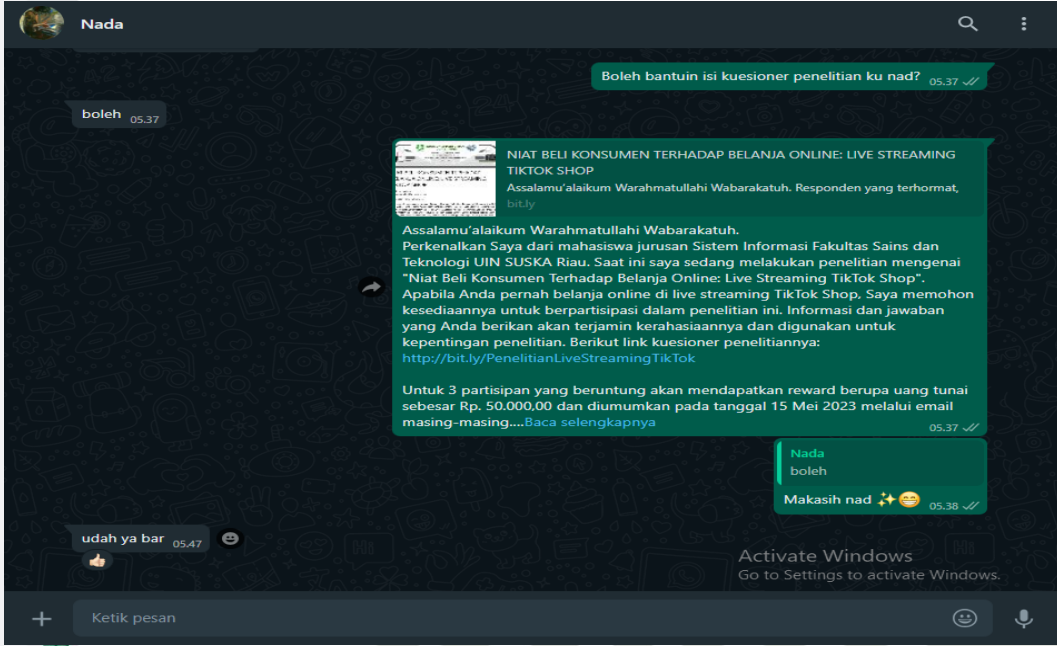 Nada
Boleh bantuin isi kuesioner penelitian ku nad? 05.37
boleh 05.37
NIAT BELI KONSUMEN TERHADAP BELANJA ONLINE: LIVE STREAMING
TIKTOK SHOP
Assalamu'alaikum Warahmatullahi Wabarakatuh. Responden yang terhormat,
bit.ly
Assalamu'alaikum Warahmatullahi Wabarakatuh.
Perkenalkan Saya dari mahasiswa jurusan Sistem Informasi Fakultas Sains dan
Teknologi UIN SUSKA Riau. Saat ini saya sedang melakukan penelitian mengenai
"Niat Beli Konsumen Terhadap Belanja Online: Live Streaming TikTok Shop".
Apabila Anda pernah belanja online di live streaming TikTok Shop, Saya memohon
kesediaannya untuk berpartisipasi dalam penelitian ini. Informasi dan jawaban
yang Anda berikan akan terjamin kerahasiaannya dan digunakan untuk
kepentingan penelitian. Berikut link kuesioner penelitiannya:
http://bit.ly/PenelitianLiveStreamingTikTok
Untuk 3 partisipan yang beruntung akan mendapatkan reward berupa uang tunai
sebesar Rp. 50.000,00 dan diumumkan pada tanggal 15 Mei 2023 melalui email
masing-masing....Baca selengkapnya
05.37
Nada
boleh
Makasih nad ✨😁 05.38
udah ya bar 05.47
👍🏻
Activate Windows
Go to Settings to activate Windows.
Ketik pesan